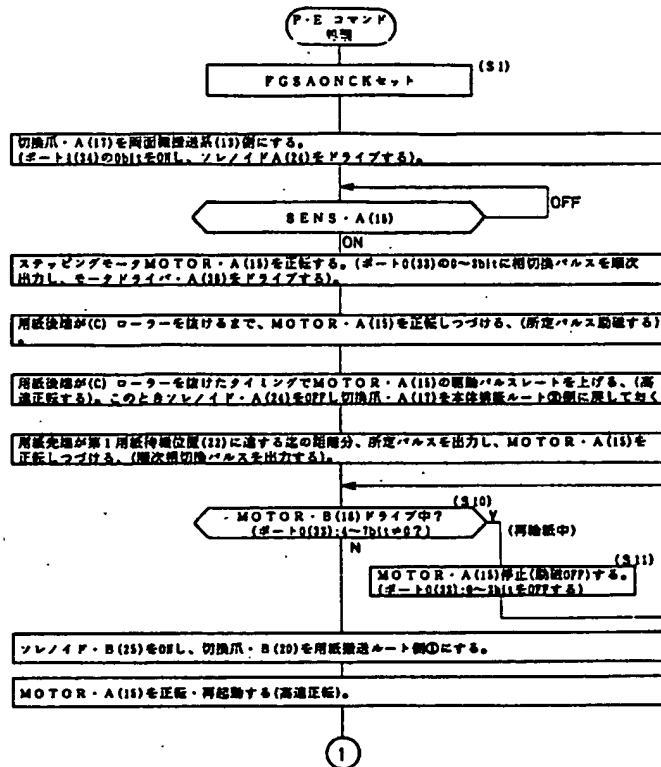 P・E コマンド
処理
(S1)
FGSAONCKセット
切換爪・A(17)を両面機搬送系(13)側にする。
(ポート1(34)の0bitをONし、ソレノイドA(24)をドライブする)。
OFF
SENS・A(16)
ON
ステッピングモータMOTOR・A(15)を正転する。(ポート0(33)の0〜3bitに相切換パルスを順次
出力し、モータドライバ・A(36)をドライブする)。
用紙後端が(C) ローラーを抜けるまで、MOTOR・A(15)を正転しつづける、(所定パルス励磁する)
。
用紙後端が(C) ローラーを抜けたタイミングでMOTOR・A(15)の駆動パルスレートを上げる、(高
速正転する)。このときソレノイド・A(24)をOFFし切換爪・A(17)を本体排紙ルート②側に戻しておく
用紙先端が第1用紙待機位置(22)に達する迄の距離分、所定パルスを出力し、MOTOR・A(15)を
正転しつづける、(順次相切換パルスを出力する)。
(S10)
MOTOR・B(18)ドライブ中?
(ポート0(33):4〜7bit≠0?)
Y
(再給紙中)
N
(S11)
MOTOR・A(15)停止(励磁OFF)する。
(ポート0(33):0〜3bitをOFFする)
ソレノイド・B(25)をONし、切換爪・B(20)を用紙搬送ルート側①にする。
MOTOR・A(15)を正転・再起動する(高速正転)。
1